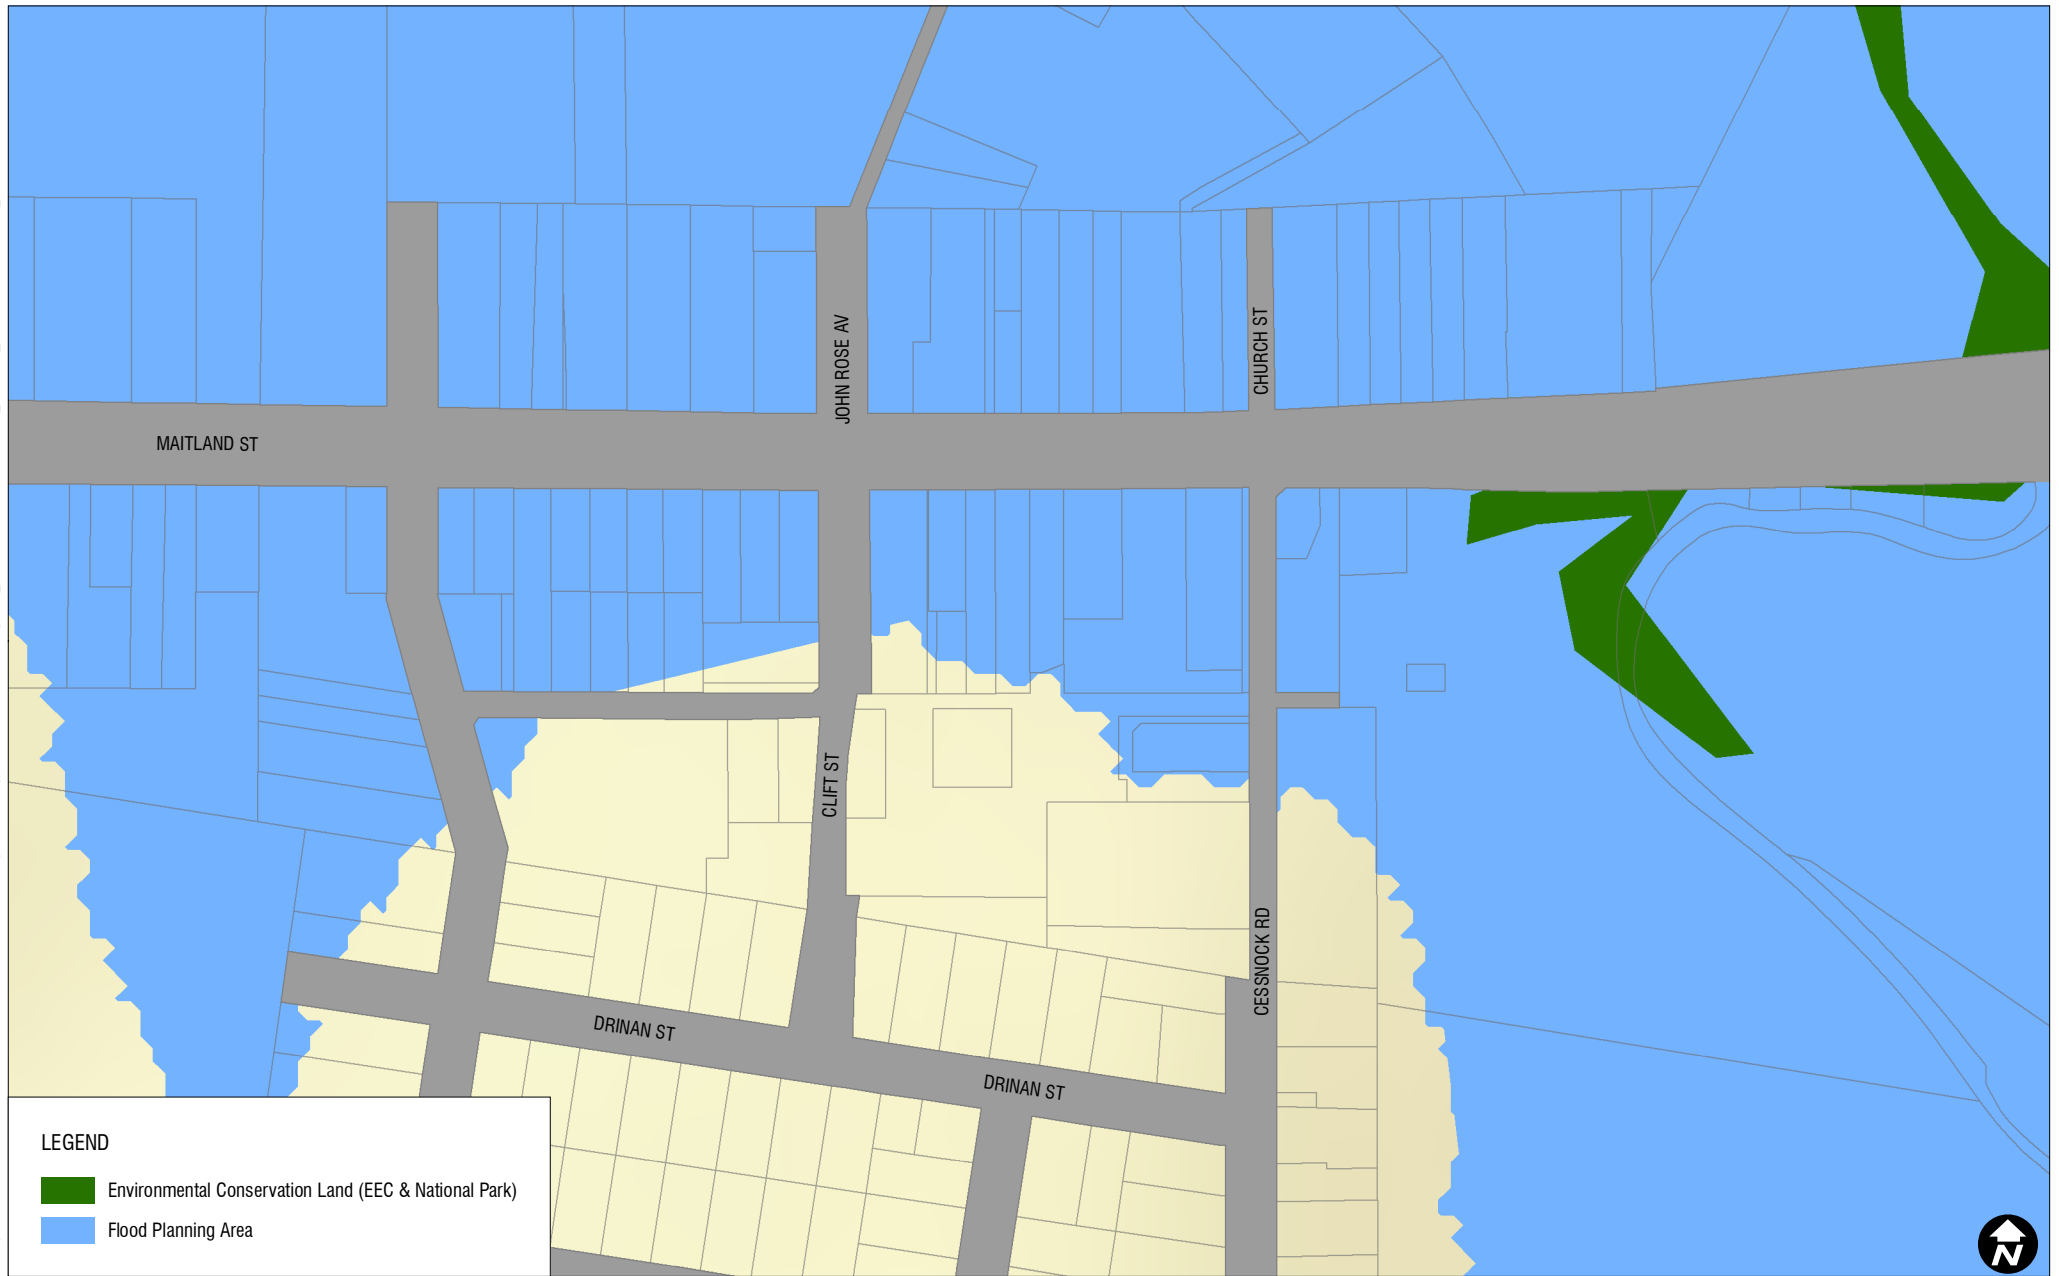 JOHN ROSE AV
CHURCH ST
MAITLAND ST
CLIFT ST
CESSNOCK RD
DRINAN ST
DRINAN ST
LEGEND
Environmental Conservation Land (EEC & National Park)
Flood Planning Area
N